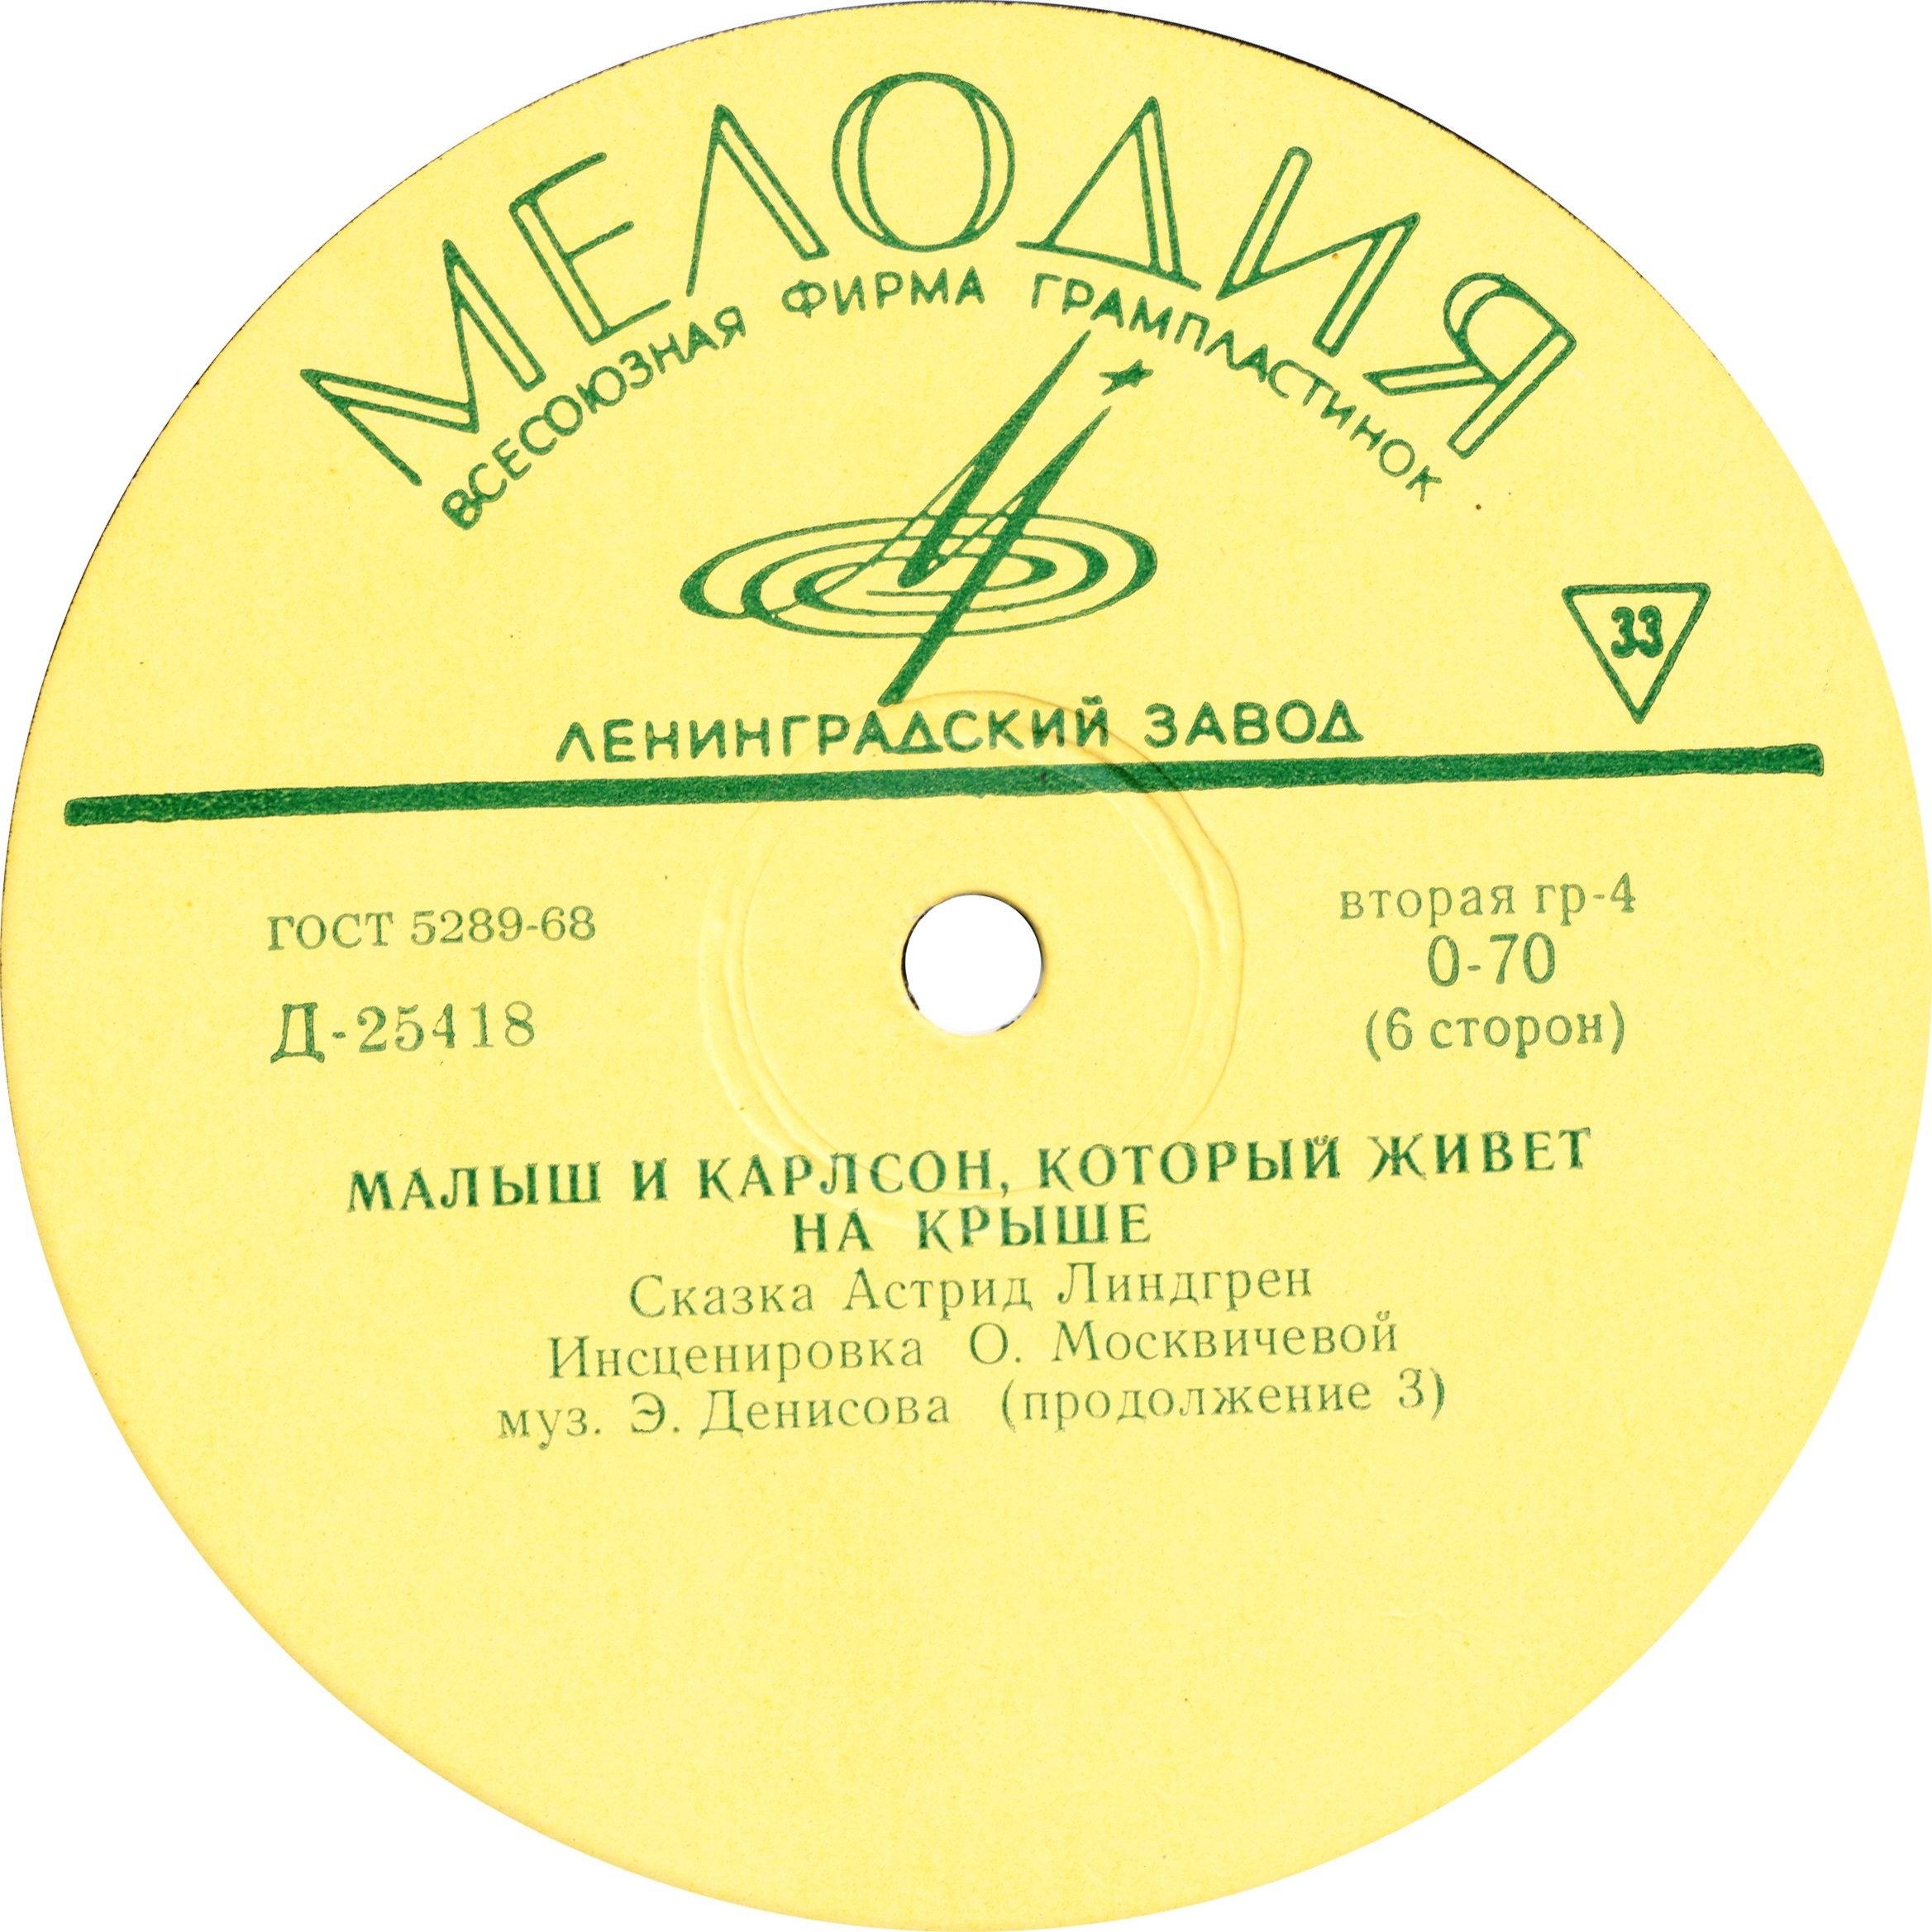 МЕЛОДИЯ
ВСЕСОЮЗНАЯ ФИРМА ГРАМПЛАСТИНОК
33
ЛЕНИНГРАДСКИЙ ЗАВОД
ГОСТ 5289-68
Д-25418
вторая гр-4
0-70
(6 сторон)
МАЛЫШ И КАРЛСОН, КОТОРЫЙ ЖИВЕТ
НА КРЫШЕ
Сказка Астрид Линдгрен
Инсценировка О. Москвичевой
муз. Э. Денисова (продолжение 3)